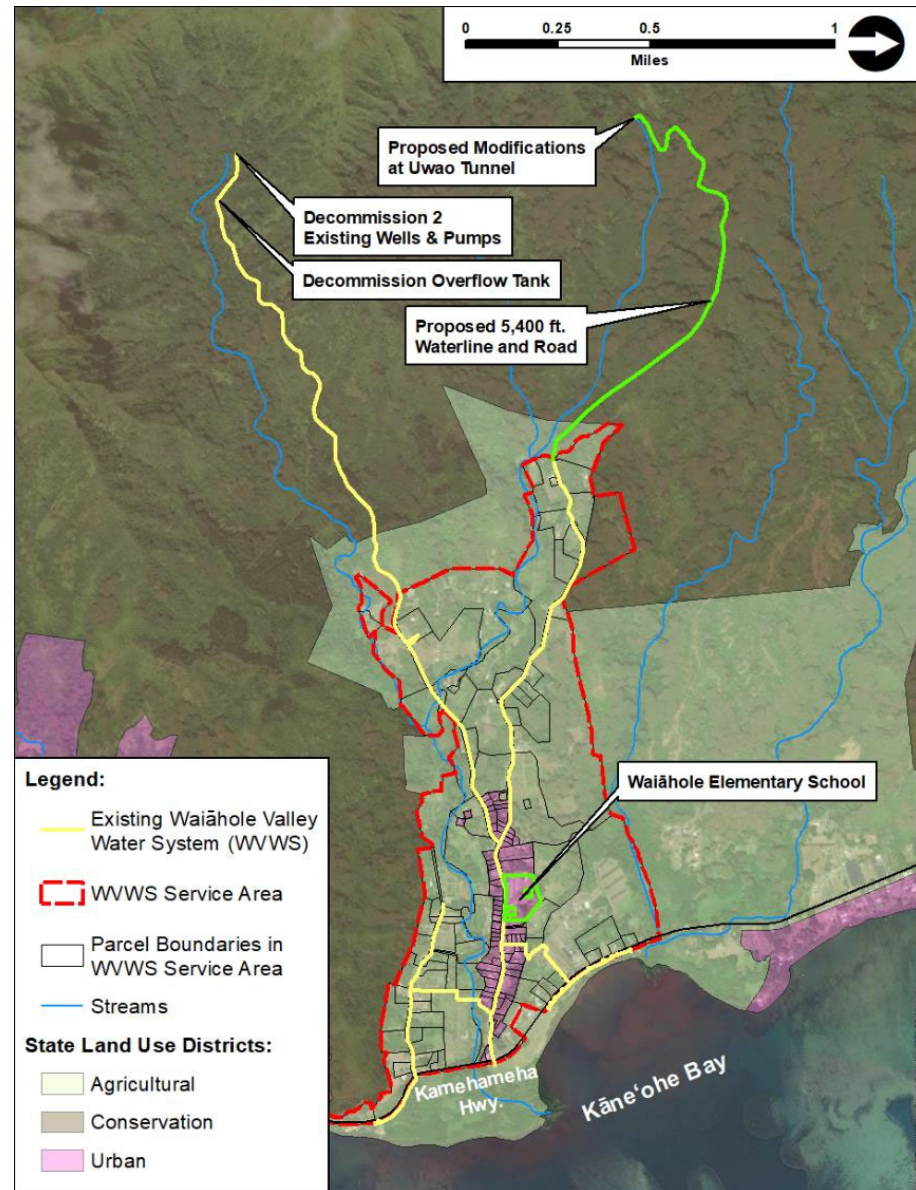 0 0.25 0.5 1
Miles
Proposed Modifications
at Uwao Tunnel
Decommission 2
Existing Wells & Pumps
Decommission Overflow Tank
Proposed 5,400 ft.
Waterline and Road
Waiāhole Elementary School
Legend:
Existing Waiāhole Valley
Water System (WVWS)
WVWS Service Area
Parcel Boundaries in
WVWS Service Area
Streams
State Land Use Districts:
Agricultural
Conservation
Urban
Kamehameha
Hwy.
Kāneʻohe Bay